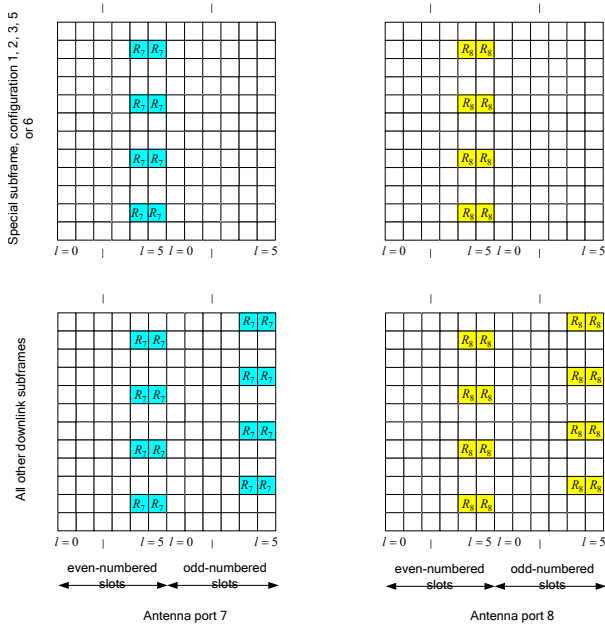 Special subframe, configuration 1, 2, 3, 5
or 6
R7 R7 R8 R8
R7 R7 R8 R8
R7 R7 R8 R8
R7 R7 R8 R8
l = 0 l = 5 l = 0 l = 5 l = 0 l = 5 l = 0 l = 5
All other downlink subframes
R7 R7 R8 R8
R7 R7 R8 R8
R7 R7 R8 R8
R7 R7 R8 R8
R7 R7 R8 R8
R7 R7 R8 R8
R7 R7 R8 R8
R7 R7 R8 R8
l = 0 l = 5 l = 0 l = 5 l = 0 l = 5 l = 0 l = 5
even-numbered slots odd-numbered slots even-numbered slots odd-numbered slots
Antenna port 7 Antenna port 8